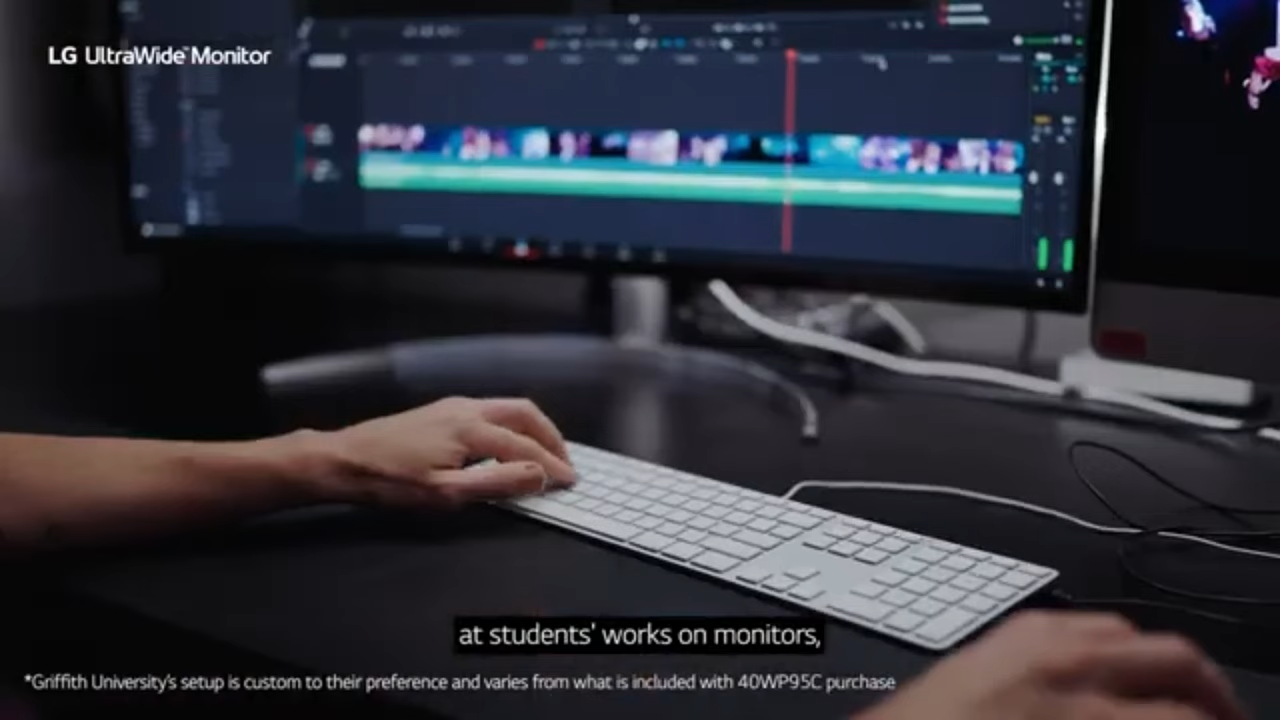 LG UltraWide™ Monitor
at students' works on monitors,
*Griffith University's setup is custom to their preference and varies from what is included with 40WP95C purchase